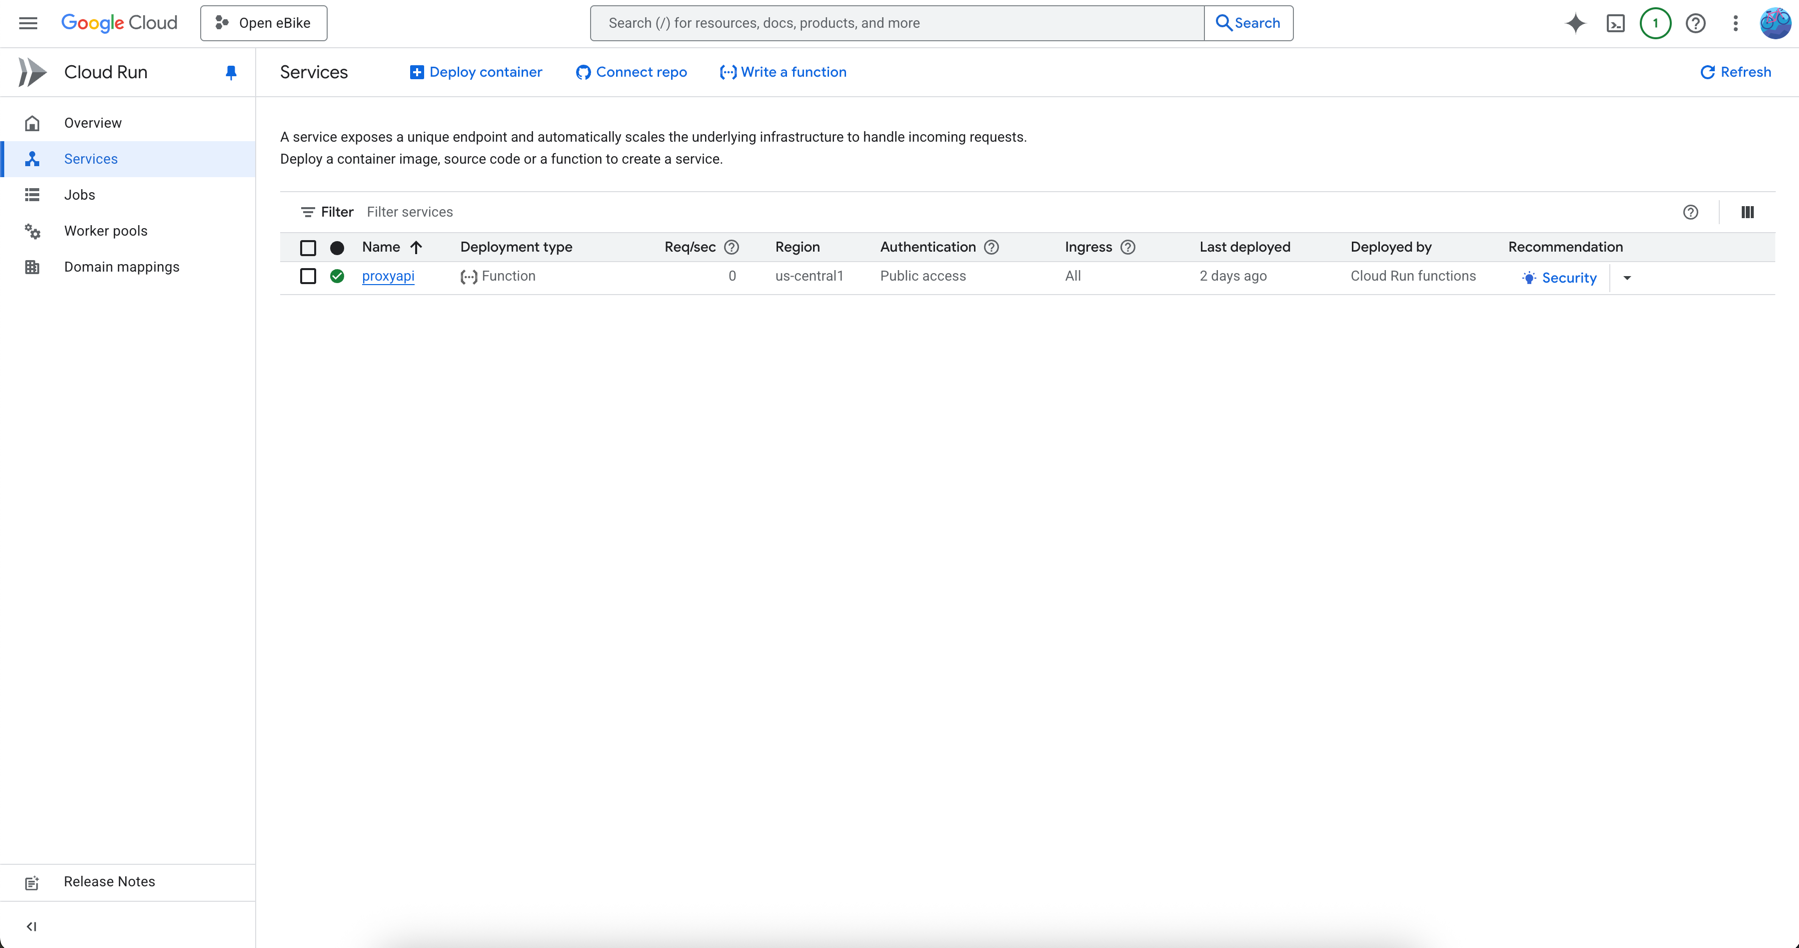 Google Cloud
Open eBike
Search (/) for resources, docs, products, and more
Search
1
Cloud Run
Services
Deploy container
Connect repo
Write a function
Refresh
Overview
Services
Jobs
Worker pools
Domain mappings
A service exposes a unique endpoint and automatically scales the underlying infrastructure to handle incoming requests.
Deploy a container image, source code or a function to create a service.
Filter Filter services
Name Deployment type Req/sec Region Authentication Ingress Last deployed Deployed by Recommendation
proxyapi Function 0 us-central1 Public access All 2 days ago Cloud Run functions Security
Release Notes